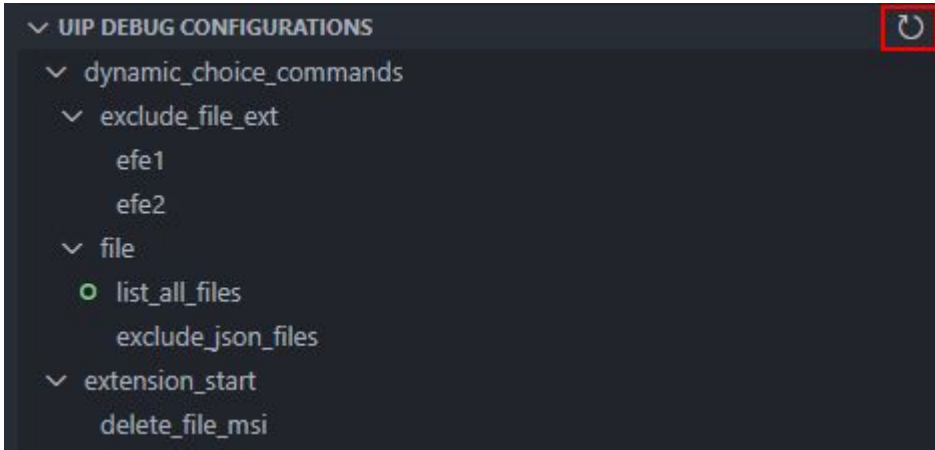 UIP DEBUG CONFIGURATIONS
dynamic_choice_commands
exclude_file_ext
efe1
efe2
file
list_all_files
exclude_json_files
extension_start
delete_file_msi